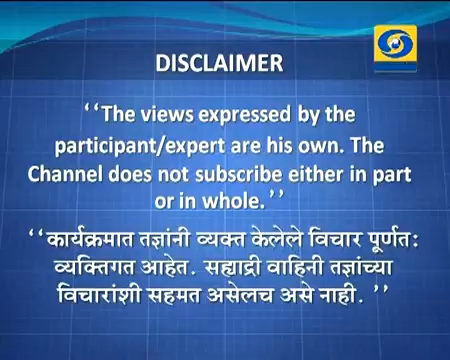 DISCLAIMER
‘‘The views expressed by the
participant/expert are his own. The
Channel does not subscribe either in part
or in whole.’’
‘‘कार्यक्रमात तज्ञांनी व्यक्त केलेले विचार पूर्णतः
व्यक्तिगत आहेत. सह्याद्री वाहिनी तज्ञांच्या
विचारांशी सहमत असेलच असे नाही. ’’